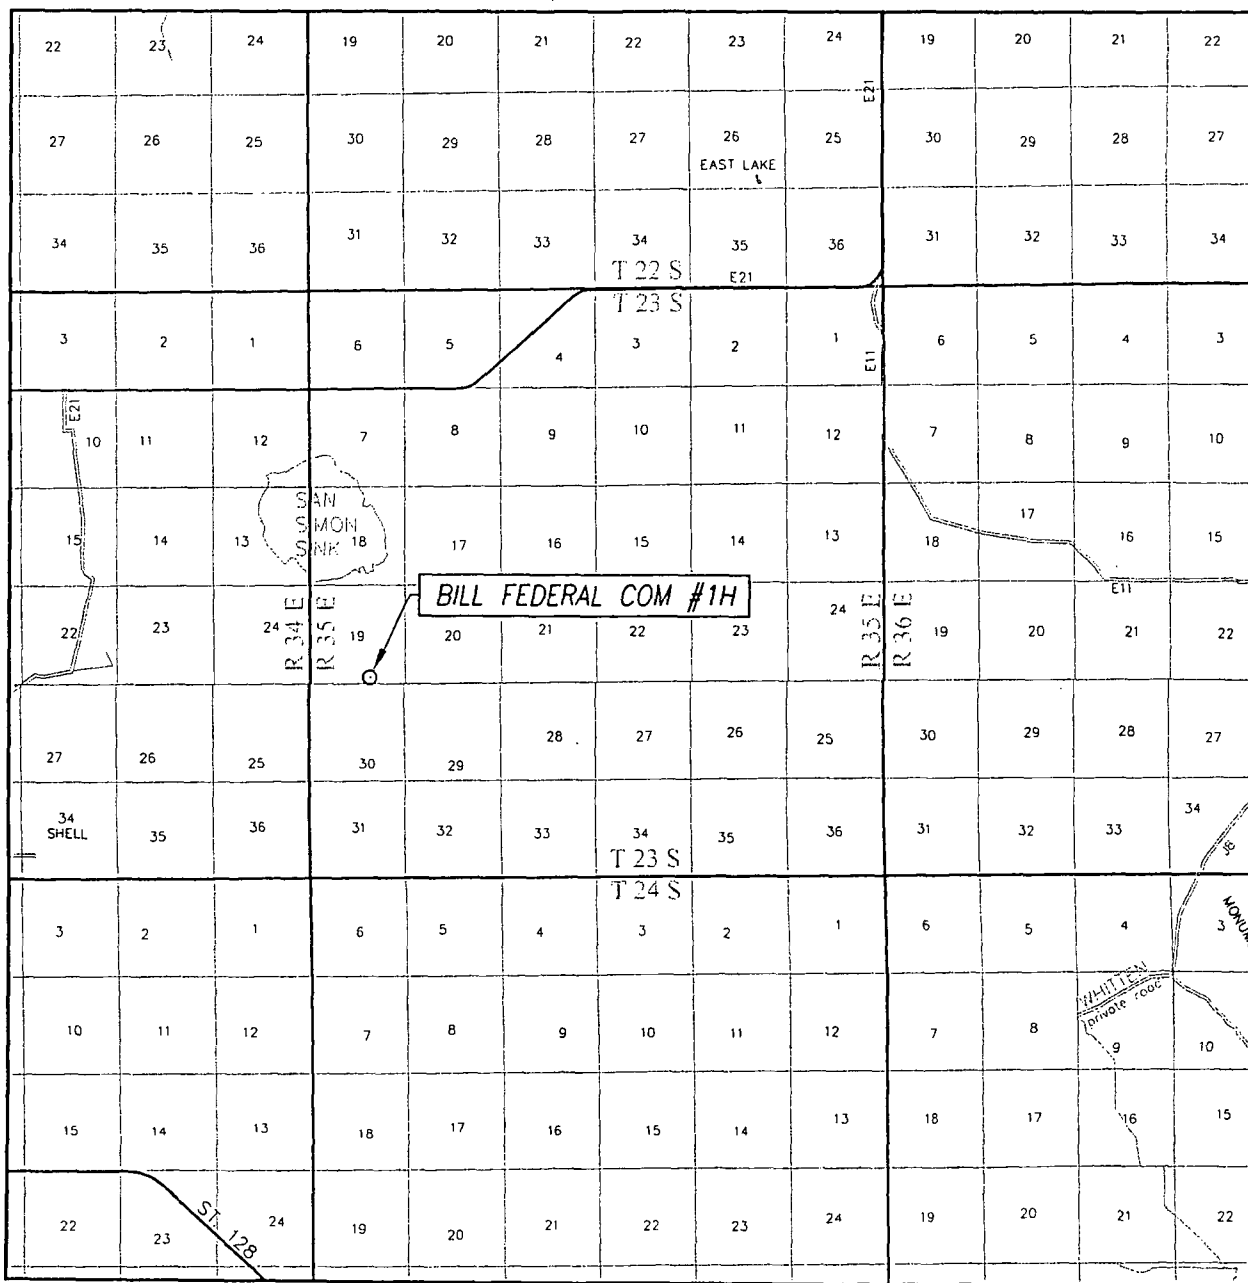 22 23 24 19 20 21 22 23 24 19 20 21 22
E21
27 26 25 30 29 28 27 26 25 30 29 28 27
EAST LAKE
34 35 36 31 32 33 34 35 36 31 32 33 34
T 22 S
E21
T 23 S
3 2 1 6 5 4 3 2 1 6 5 4 3
E11
E21
10 11 12 7 8 9 10 11 12 7 8 9 10
SAN
SIMON
SINK
15 14 13 18 17 16 15 14 13 18 17 16 15
E11
BILL FEDERAL COM #1H
22 23 24 19 20 21 22 23 24 19 20 21 22
R 34 E
R 35 E
R 35 E
R 36 E
27 26 25 30 29 28 27 26 25 30 29 28 27
34 35 36 31 32 33 34 35 36 31 32 33 34
SHELL
J8
T 23 S
T 24 S
3 2 1 6 5 4 3 2 1 6 5 4 3
WHITTEN
private road
10 11 12 7 8 9 10 11 12 7 8 9 10
15 14 13 18 17 16 15 14 13 18 17 16 15
22 23 24 19 20 21 22 23 24 19 20 21 22
ST. 128